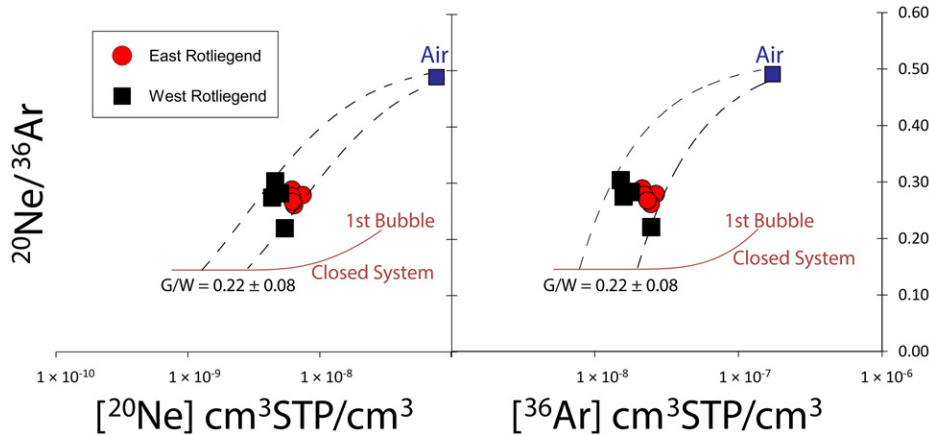 East Rotliegend
West Rotliegend
Air
Air
0.60
0.50
0.40
0.30
0.20
0.10
0.00
²⁰Ne/³⁶Ar
1st Bubble
Closed System
G/W = 0.22 ± 0.08
1st Bubble
Closed System
G/W = 0.22 ± 0.08
1 × 10⁻¹⁰
1 × 10⁻⁹
1 × 10⁻⁸
1 × 10⁻⁸
1 × 10⁻⁷
1 × 10⁻⁶
[²⁰Ne] cm³STP/cm³
[³⁶Ar] cm³STP/cm³